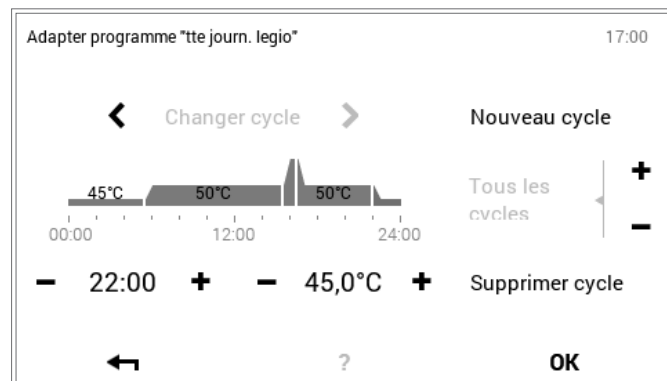 Adapter programme "tte journ. legio" 17:00
Changer cycle Nouveau cycle
45°C 50°C 50°C
Tous les
cycles
00:00 12:00 24:00
− 22:00 + − 45,0°C + Supprimer cycle
? OK